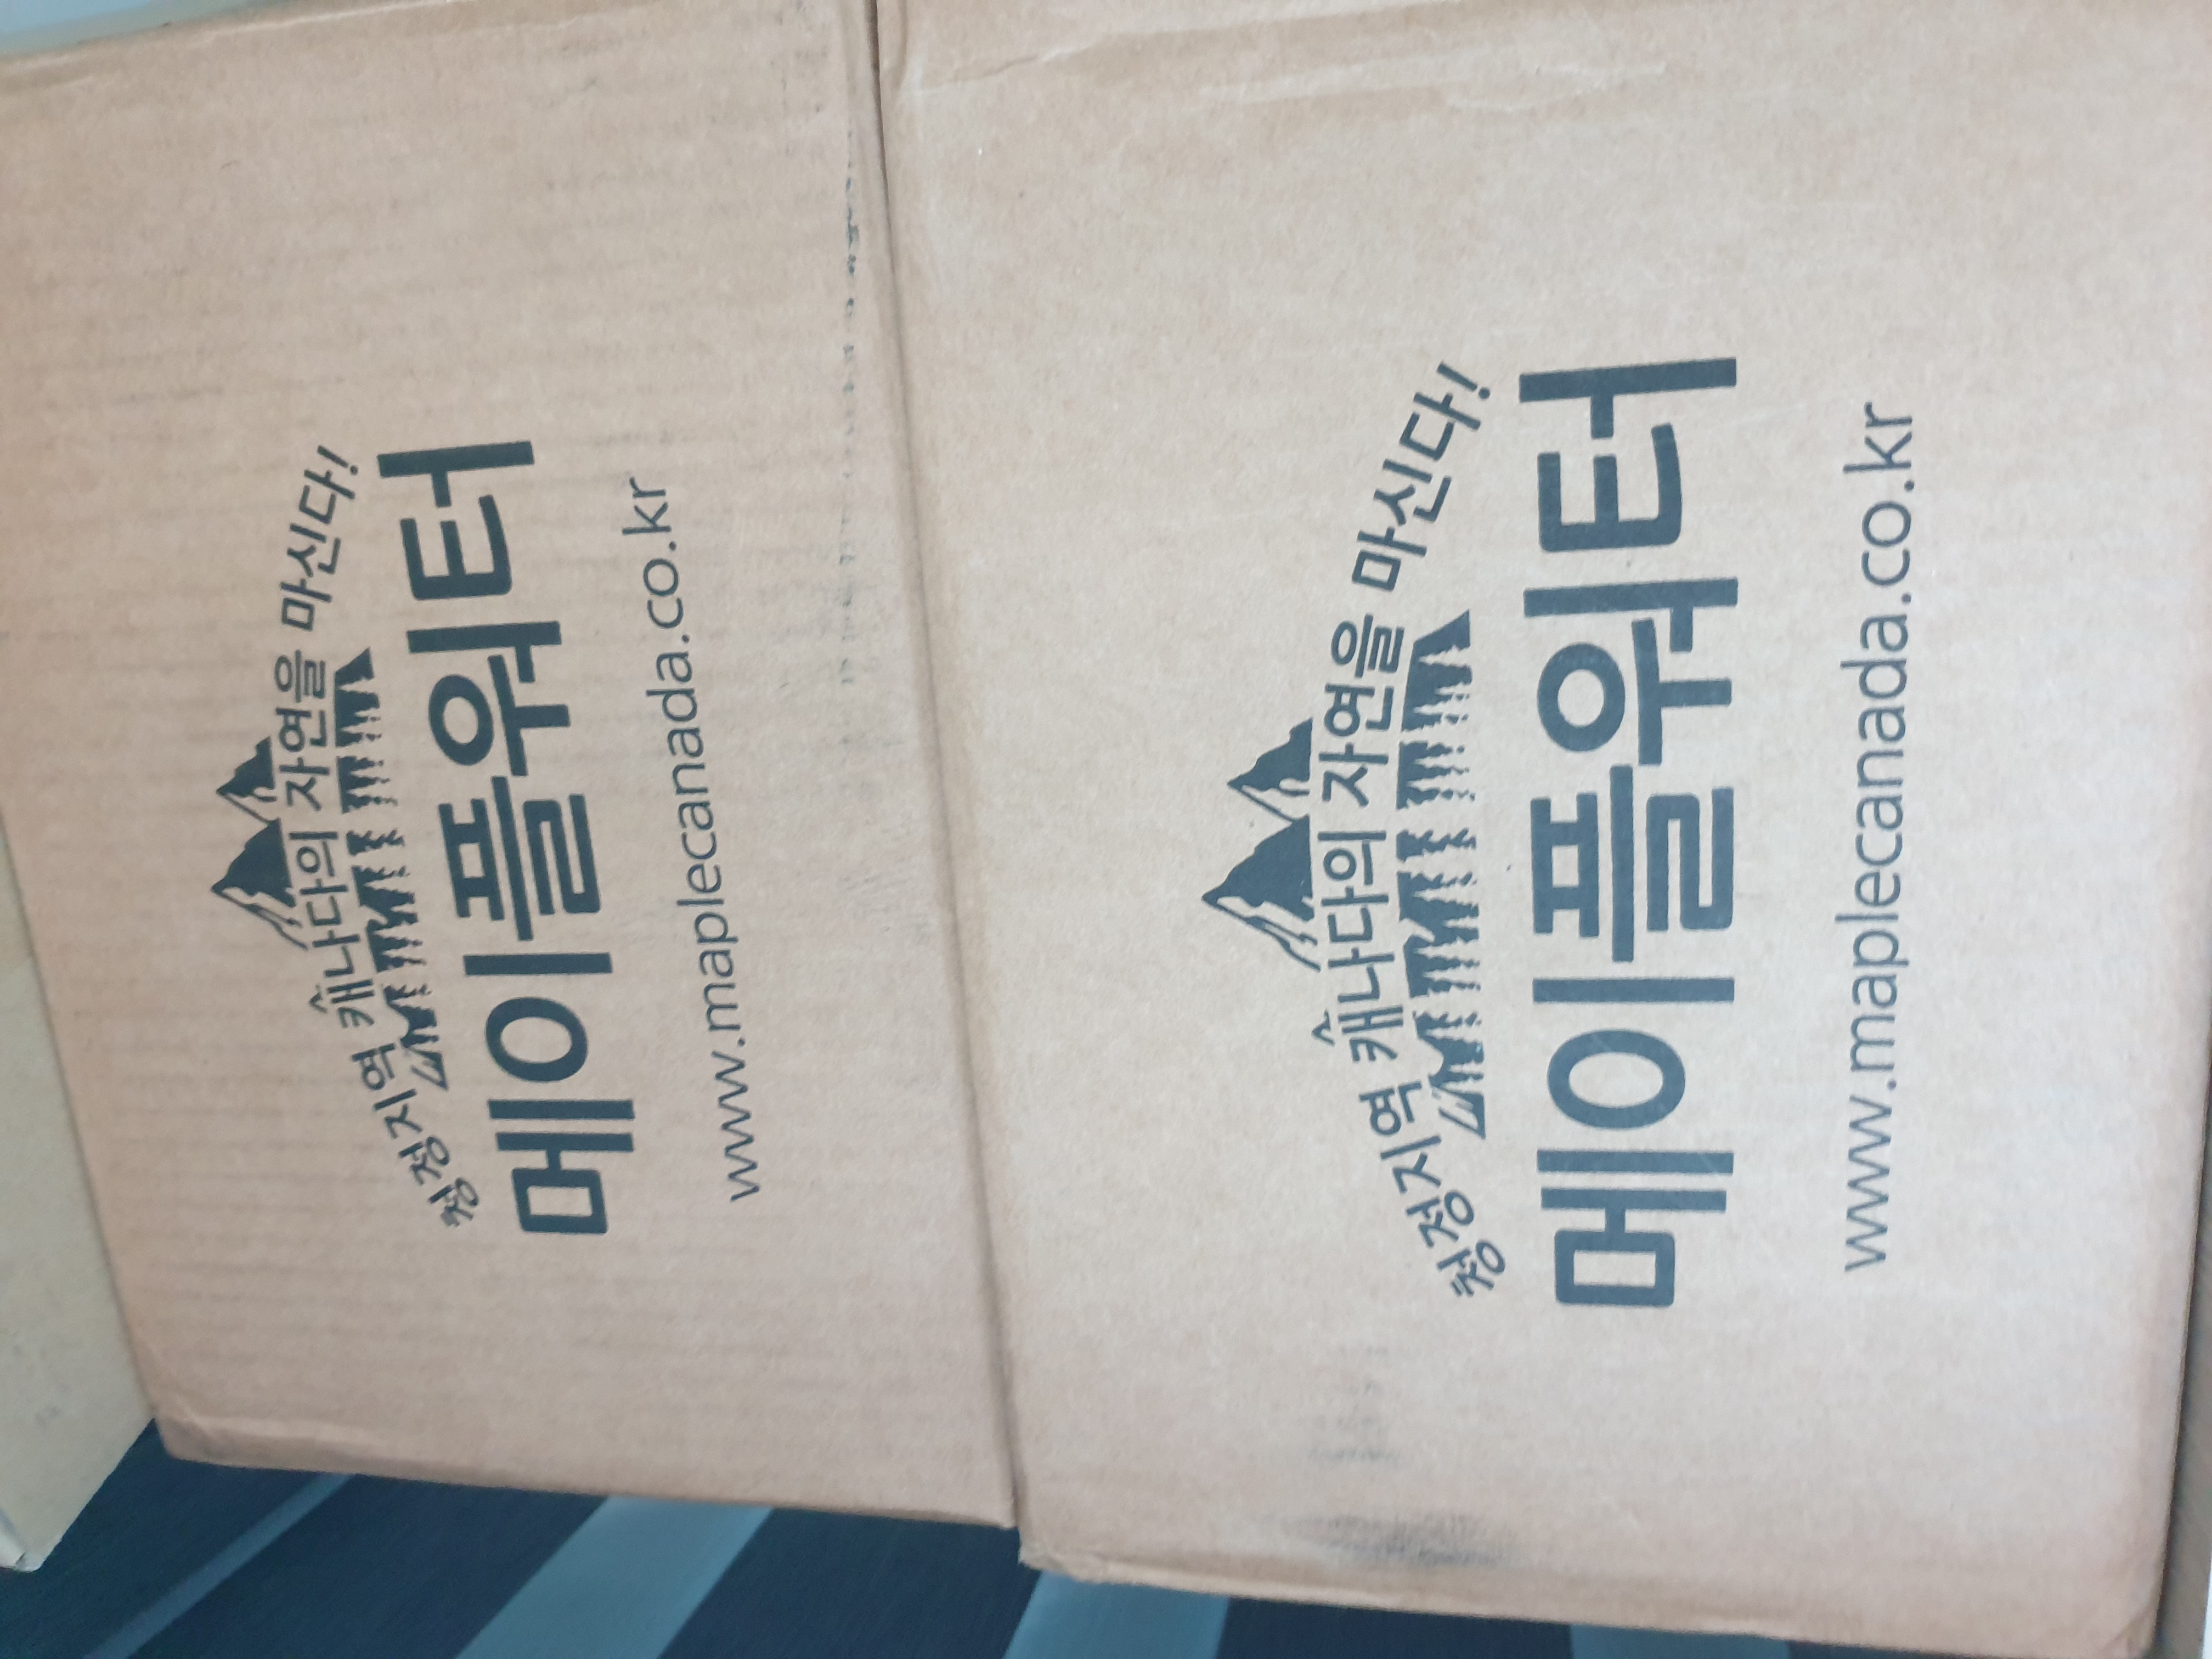 청정지역 캐나다의 자연을 마신다!
메이플워터
www.maplecanada.co.kr
청정지역 캐나다의 자연을 마신다!
메이플워터
www.maplecanada.co.kr